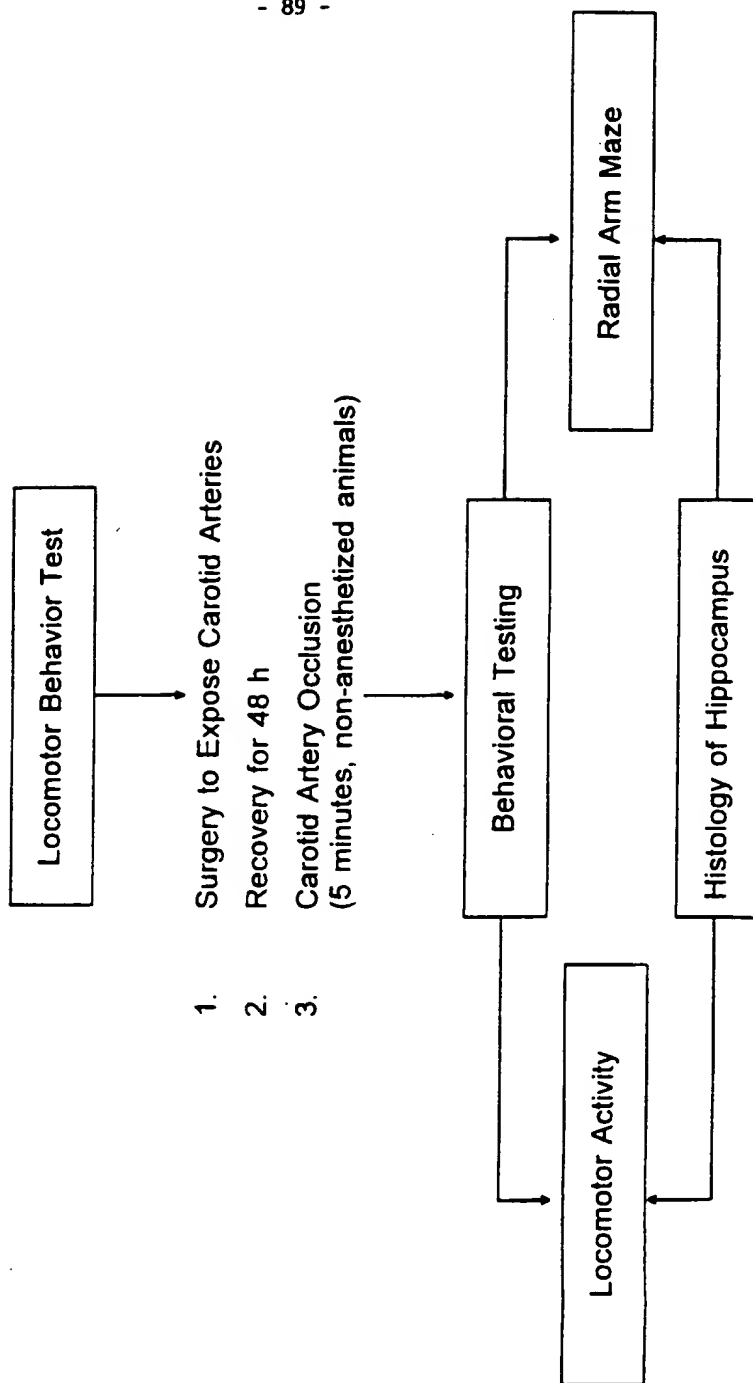 - 89 -
Locomotor Behavior Test
1. Surgery to Expose Carotid Arteries
2. Recovery for 48 h
3. Carotid Artery Occlusion
(5 minutes, non-anesthetized animals)
Behavioral Testing
Locomotor Activity
Radial Arm Maze
Histology of Hippocampus